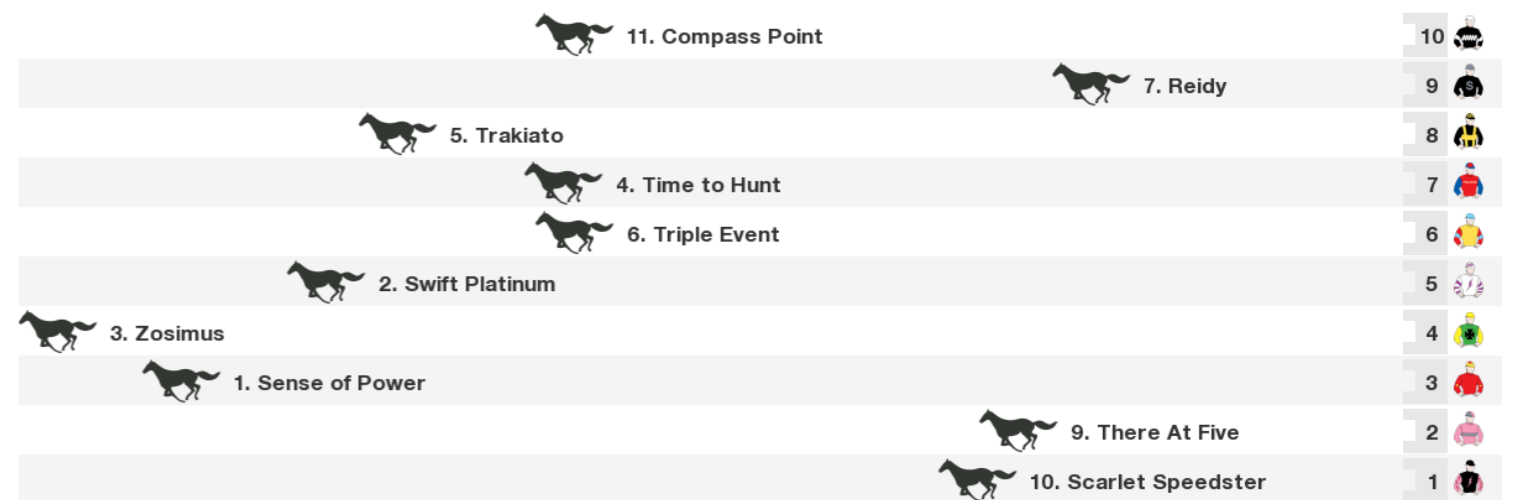 11. Compass Point 10
7. Reidy 9 S
5. Trakiato 8
4. Time to Hunt 7
6. Triple Event 6
2. Swift Platinum 5
3. Zosimus 4
1. Sense of Power 3
9. There At Five 2
10. Scarlet Speedster 1